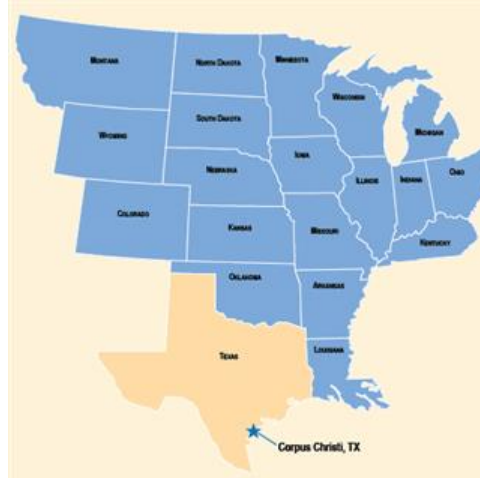 MONTANA
NORTH DAKOTA
MINNESOTA
WISCONSIN
MICHIGAN
SOUTH DAKOTA
WYOMING
IOWA
NEBRASKA
ILLINOIS
INDIANA
OHIO
COLORADO
KANSAS
MISSOURI
KENTUCKY
OKLAHOMA
ARKANSAS
TEXAS
LOUISIANA
Corpus Christi, TX